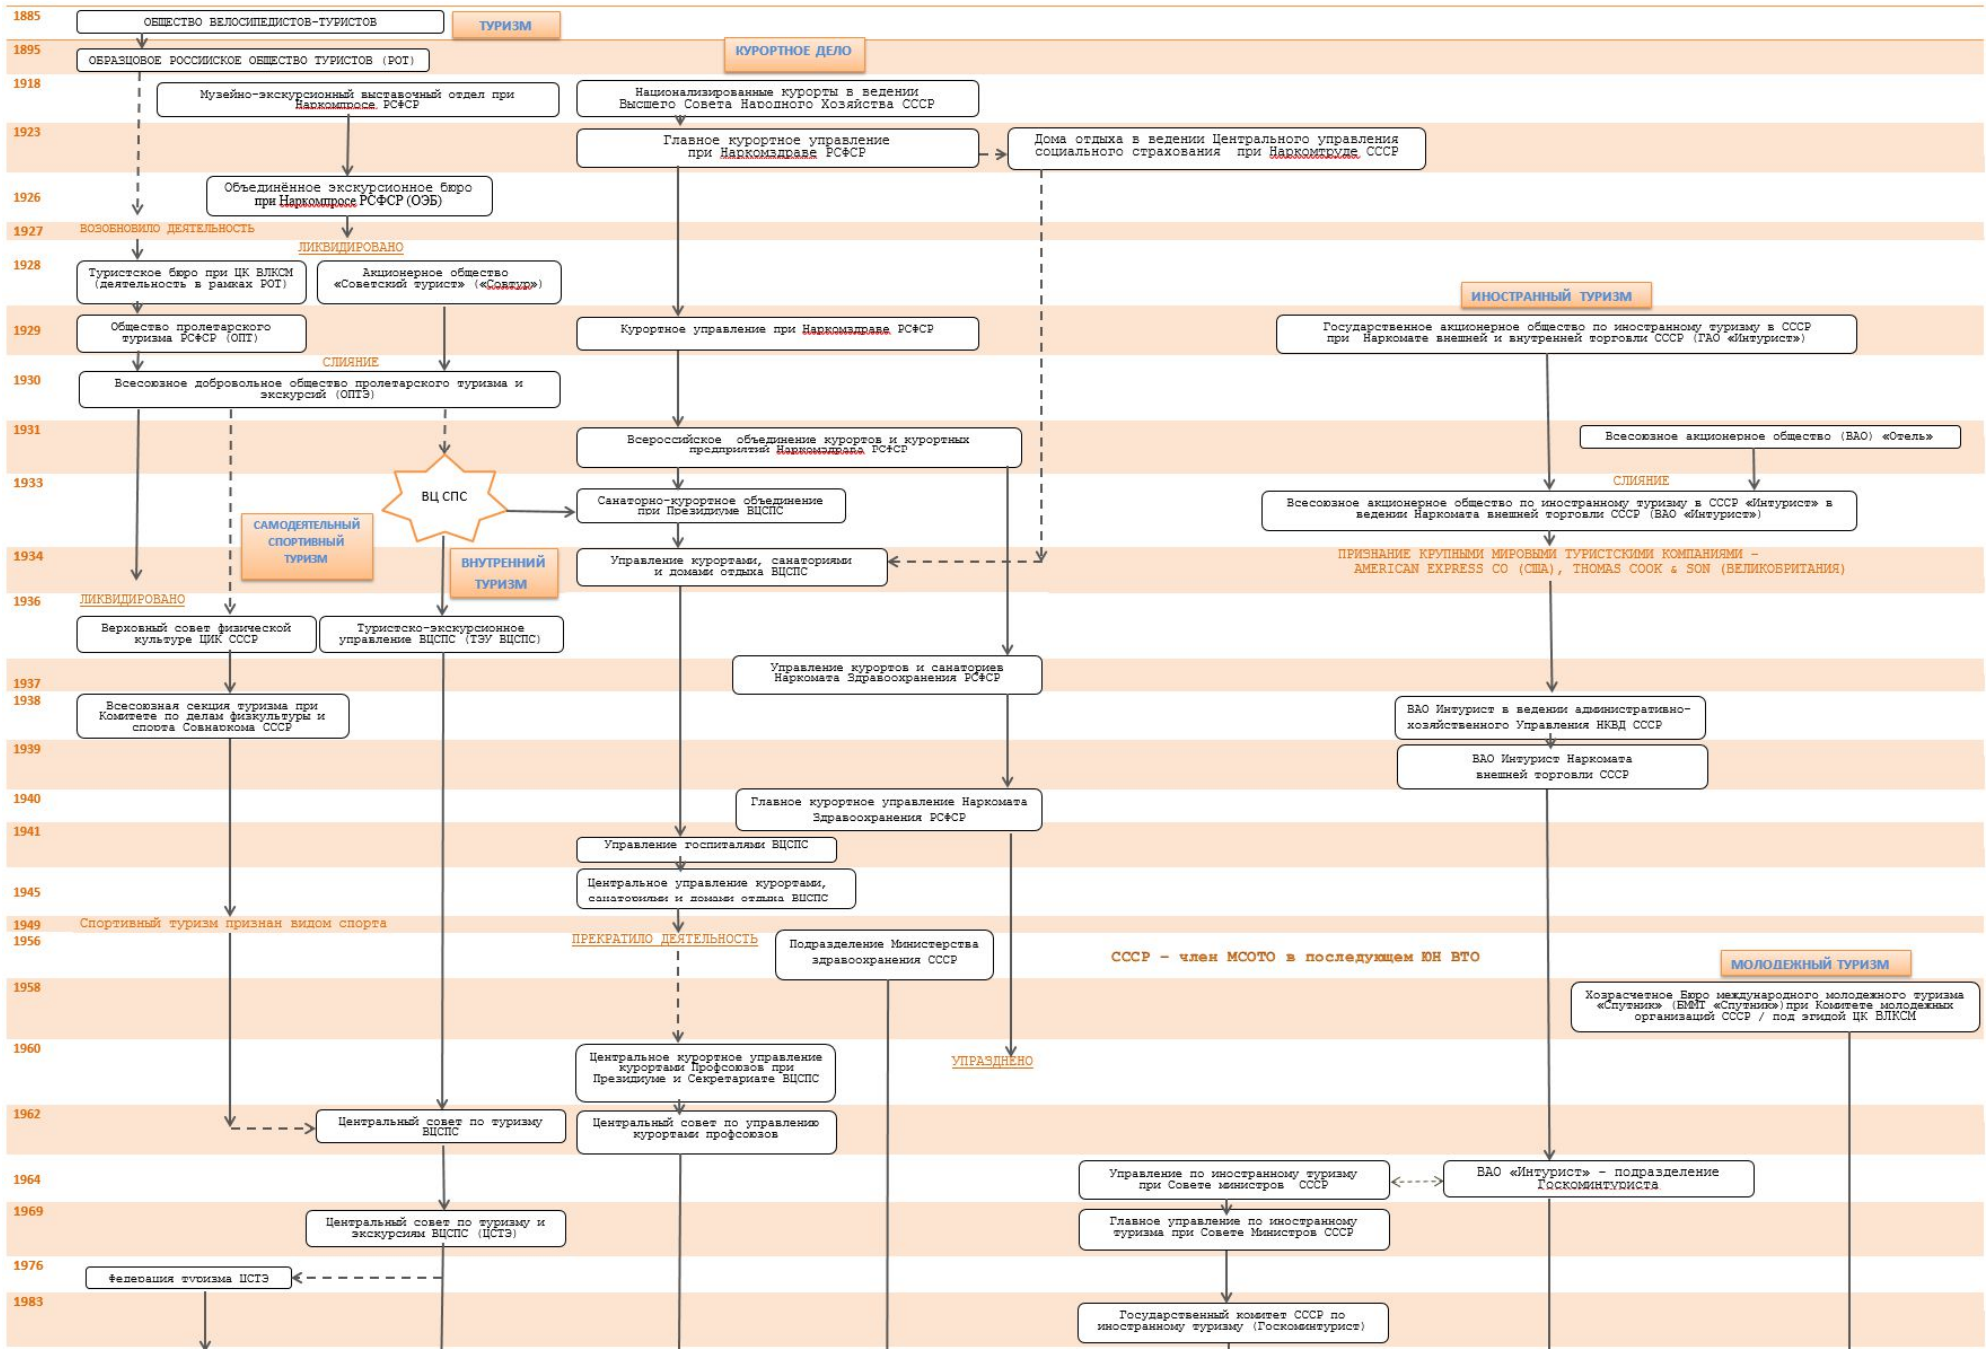 1885
ОБЩЕСТВО ВЕЛОСИПЕДИСТОВ-ТУРИСТОВ
ТУРИЗМ
1895
ОБРАЗЦОВОЕ РОССИЙСКОЕ ОБЩЕСТВО ТУРИСТОВ (РОТ)
КУРОРТНОЕ ДЕЛО
1918
Музейно-экскурсионный выставочный отдел при
Наркомпросе РСФСР
Национализированные курорты в ведении
Высшего Совета Народного Хозяйства СССР
1923
Главное курортное управление
при Наркомздраве РСФСР
Дома отдыха в ведении Центрального управления
социального страхования при Наркомтруде СССР
1926
Объединённое экскурсионное бюро
при Наркомпросе РСФСР (ОЭБ)
1927
ВОЗОБНОВИЛО ДЕЯТЕЛЬНОСТЬ
ЛИКВИДИРОВАНО
1928
Туристское бюро при ЦК ВЛКСМ
(деятельность в рамках РОТ)
Акционерное общество
«Советский турист» («Совтур»)
ИНОСТРАННЫЙ ТУРИЗМ
1929
Общество пролетарского
туризма РСФСР (ОПТ)
Курортное управление при Наркомздраве РСФСР
Государственное акционерное общество по иностранному туризму в СССР
при Наркомате внешней и внутренней торговли СССР (ГАО «Интурист»)
СЛИЯНИЕ
1930
Всесоюзное добровольное общество пролетарского туризма и
экскурсий (ОПТЭ)
1931
Всероссийское объединение курортов и курортных
предприятий Наркомздрава РСФСР
Всесоюзное акционерное общество (ВАО) «Отель»
1933
ВЦ СПС
Санаторно-курортное объединение
при Президиуме ВЦСПС
СЛИЯНИЕ
Всесоюзное акционерное общество по иностранному туризму в СССР «Интурист» в
ведении Наркомата внешней торговли СССР (ВАО «Интурист»)
САМОДЕЯТЕЛЬНЫЙ
СПОРТИВНЫЙ
ТУРИЗМ
1934
ВНУТРЕННИЙ
ТУРИЗМ
Управление курортами, санаториями
и домами отдыха ВЦСПС
ПРИЗНАНИЕ КРУПНЫМИ МИРОВЫМИ ТУРИСТСКИМИ КОМПАНИЯМИ –
AMERICAN EXPRESS CO (США), THOMAS COOK & SON (ВЕЛИКОБРИТАНИЯ)
1936
ЛИКВИДИРОВАНО
Верховный совет физической
культуре ЦИК СССР
Туристско-экскурсионное
управление ВЦСПС (ТЭУ ВЦСПС)
1937
Управление курортов и санаториев
Наркомата Здравоохранения РСФСР
1938
Всесоюзная секция туризма при
Комитете по делам физкультуры и
спорта Совнаркома СССР
ВАО Интурист в ведении административно-
хозяйственного Управления НКВД СССР
1939
ВАО Интурист Наркомата
внешней торговли СССР
1940
Главное курортное управление Наркомата
Здравоохранения РСФСР
1941
Управление госпиталями ВЦСПС
1945
Центральное управление курортами,
санаториями и домами отдыха ВЦСПС
1949
Спортивный туризм признан видом спорта
1956
ПРЕКРАТИЛО ДЕЯТЕЛЬНОСТЬ
Подразделение Министерства
здравоохранения СССР
СССР – член МСОТО в последующем ЮН ВТО
МОЛОДЕЖНЫЙ ТУРИЗМ
1958
Хозрасчетное Бюро международного молодежного туризма
«Спутник» (БММТ «Спутник»)при Комитете молодежных
организаций СССР / под эгидой ЦК ВЛКСМ
1960
Центральное курортное управление
курортами Профсоюзов при
Президиуме и Секретариате ВЦСПС
УПРАЗДНЕНО
1962
Центральный совет по туризму
ВЦСПС
Центральный совет по управлению
курортами профсоюзов
1964
Управление по иностранному туризму
при Совете министров СССР
ВАО «Интурист» – подразделение
Госкоминтуриста
1969
Центральный совет по туризму и
экскурсиям ВЦСПС (ЦСТЭ)
Главное управление по иностранному
туризма при Совете Министров СССР
1976
Федерация туризма ЦСТЭ
1983
Государственный комитет СССР по
иностранному туризму (Госкоминтурист)